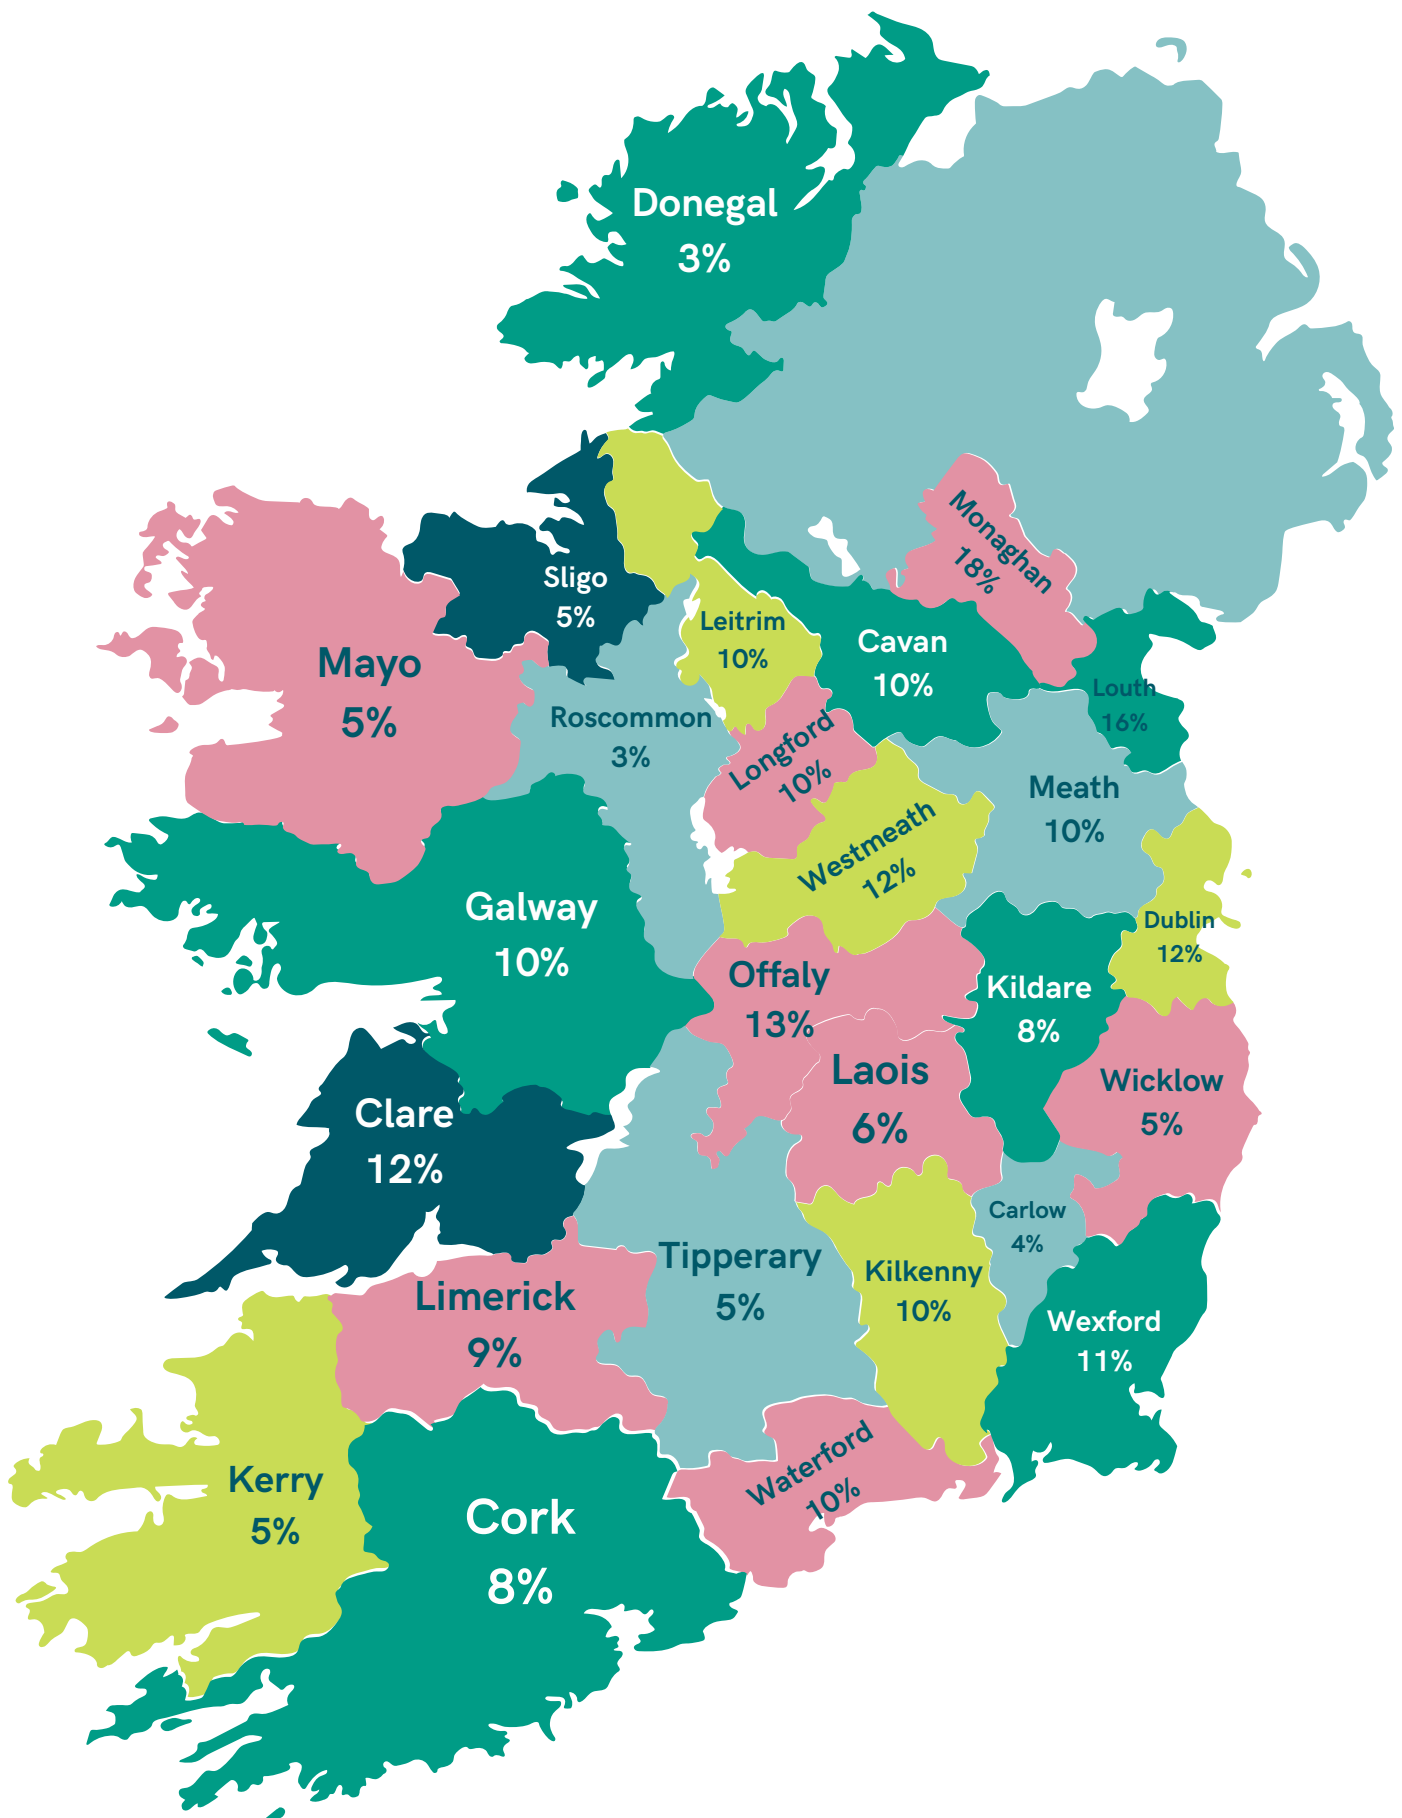 Donegal
3%
Monaghan
18%
Sligo
5%
Leitrim
10%
Cavan
10%
Mayo
5%
Louth
16%
Roscommon
3%
Longford
10%
Meath
10%
Westmeath
12%
Galway
10%
Dublin
12%
Offaly
13%
Kildare
8%
Laois
6%
Wicklow
5%
Clare
12%
Carlow
4%
Tipperary
5%
Kilkenny
10%
Limerick
9%
Wexford
11%
Kerry
5%
Waterford
10%
Cork
8%